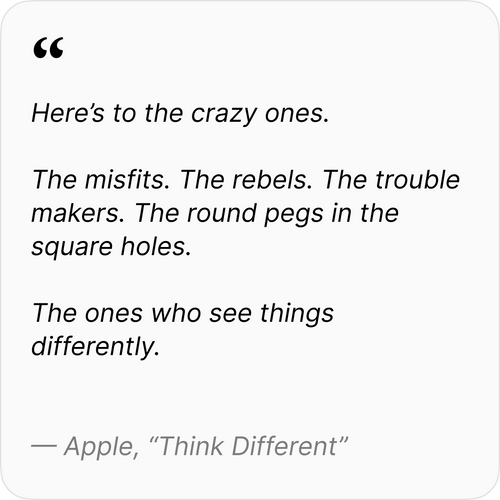 “
Here’s to the crazy ones.
The misfits. The rebels. The trouble
makers. The round pegs in the
square holes.
The ones who see things
differently.
— Apple, “Think Different”